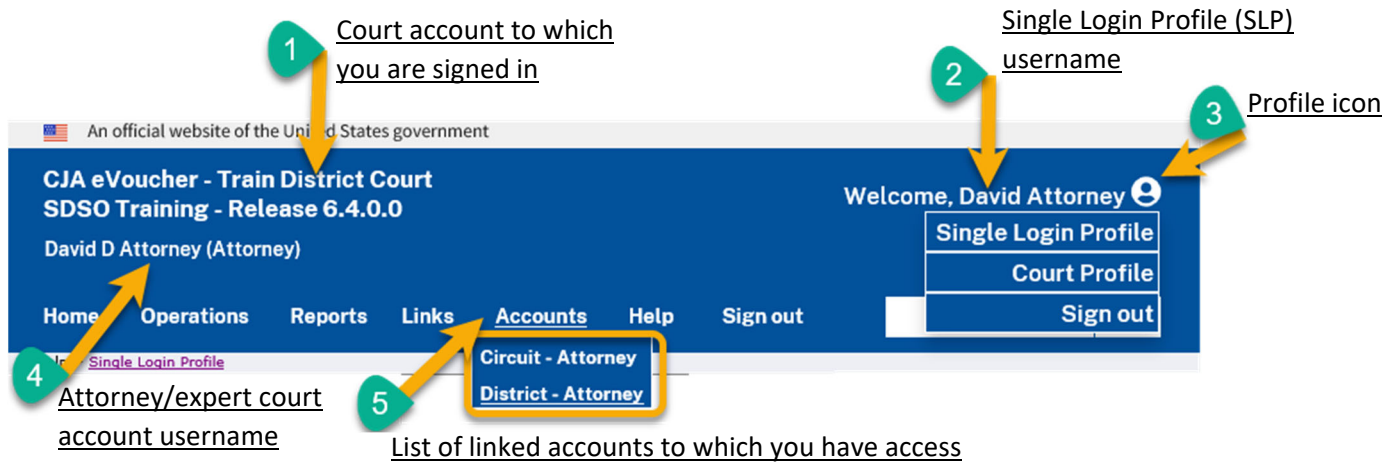 1
Court account to which
you are signed in
Single Login Profile (SLP)
username
2
Profile icon
3
An official website of the United States government
CJA eVoucher - Train District Court
SDSO Training - Release 6.4.0.0
David D Attorney (Attorney)
Welcome, David Attorney
Single Login Profile
Court Profile
Sign out
Home Operations Reports Links Accounts Help Sign out
Circuit - Attorney
District - Attorney
Single Login Profile
4
Attorney/expert court
account username
5
List of linked accounts to which you have access